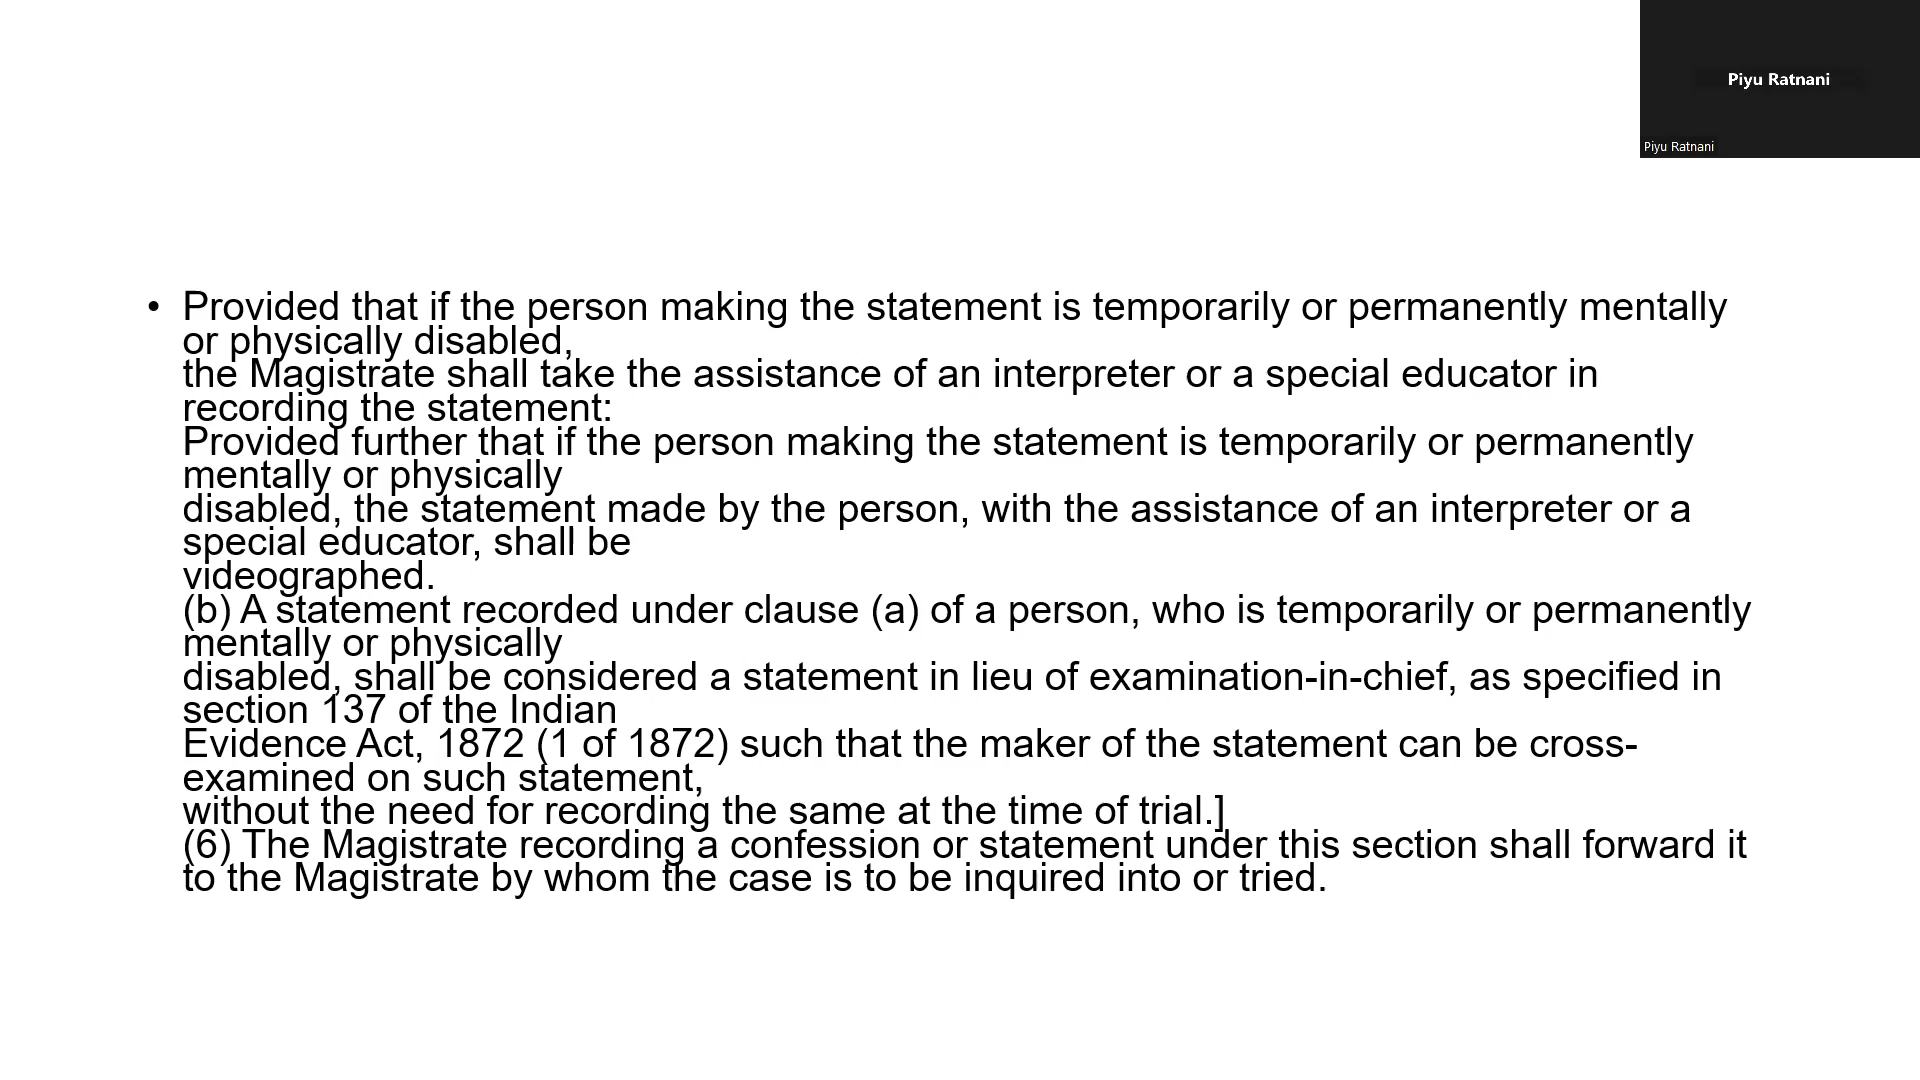 Piyu Ratnani
Piyu Ratnani
• Provided that if the person making the statement is temporarily or permanently mentally
or physically disabled,
the Magistrate shall take the assistance of an interpreter or a special educator in
recording the statement:
Provided further that if the person making the statement is temporarily or permanently
mentally or physically
disabled, the statement made by the person, with the assistance of an interpreter or a
special educator, shall be
videographed.
(b) A statement recorded under clause (a) of a person, who is temporarily or permanently
mentally or physically
disabled, shall be considered a statement in lieu of examination-in-chief, as specified in
section 137 of the Indian
Evidence Act, 1872 (1 of 1872) such that the maker of the statement can be cross-
examined on such statement,
without the need for recording the same at the time of trial.]
(6) The Magistrate recording a confession or statement under this section shall forward it
to the Magistrate by whom the case is to be inquired into or tried.